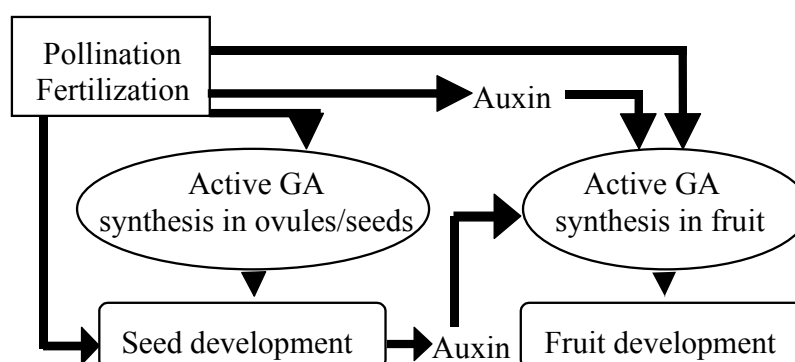 Pollination
Fertilization
Auxin
Active GA
synthesis in ovules/seeds
Active GA
synthesis in fruit
Seed development
Auxin
Fruit development